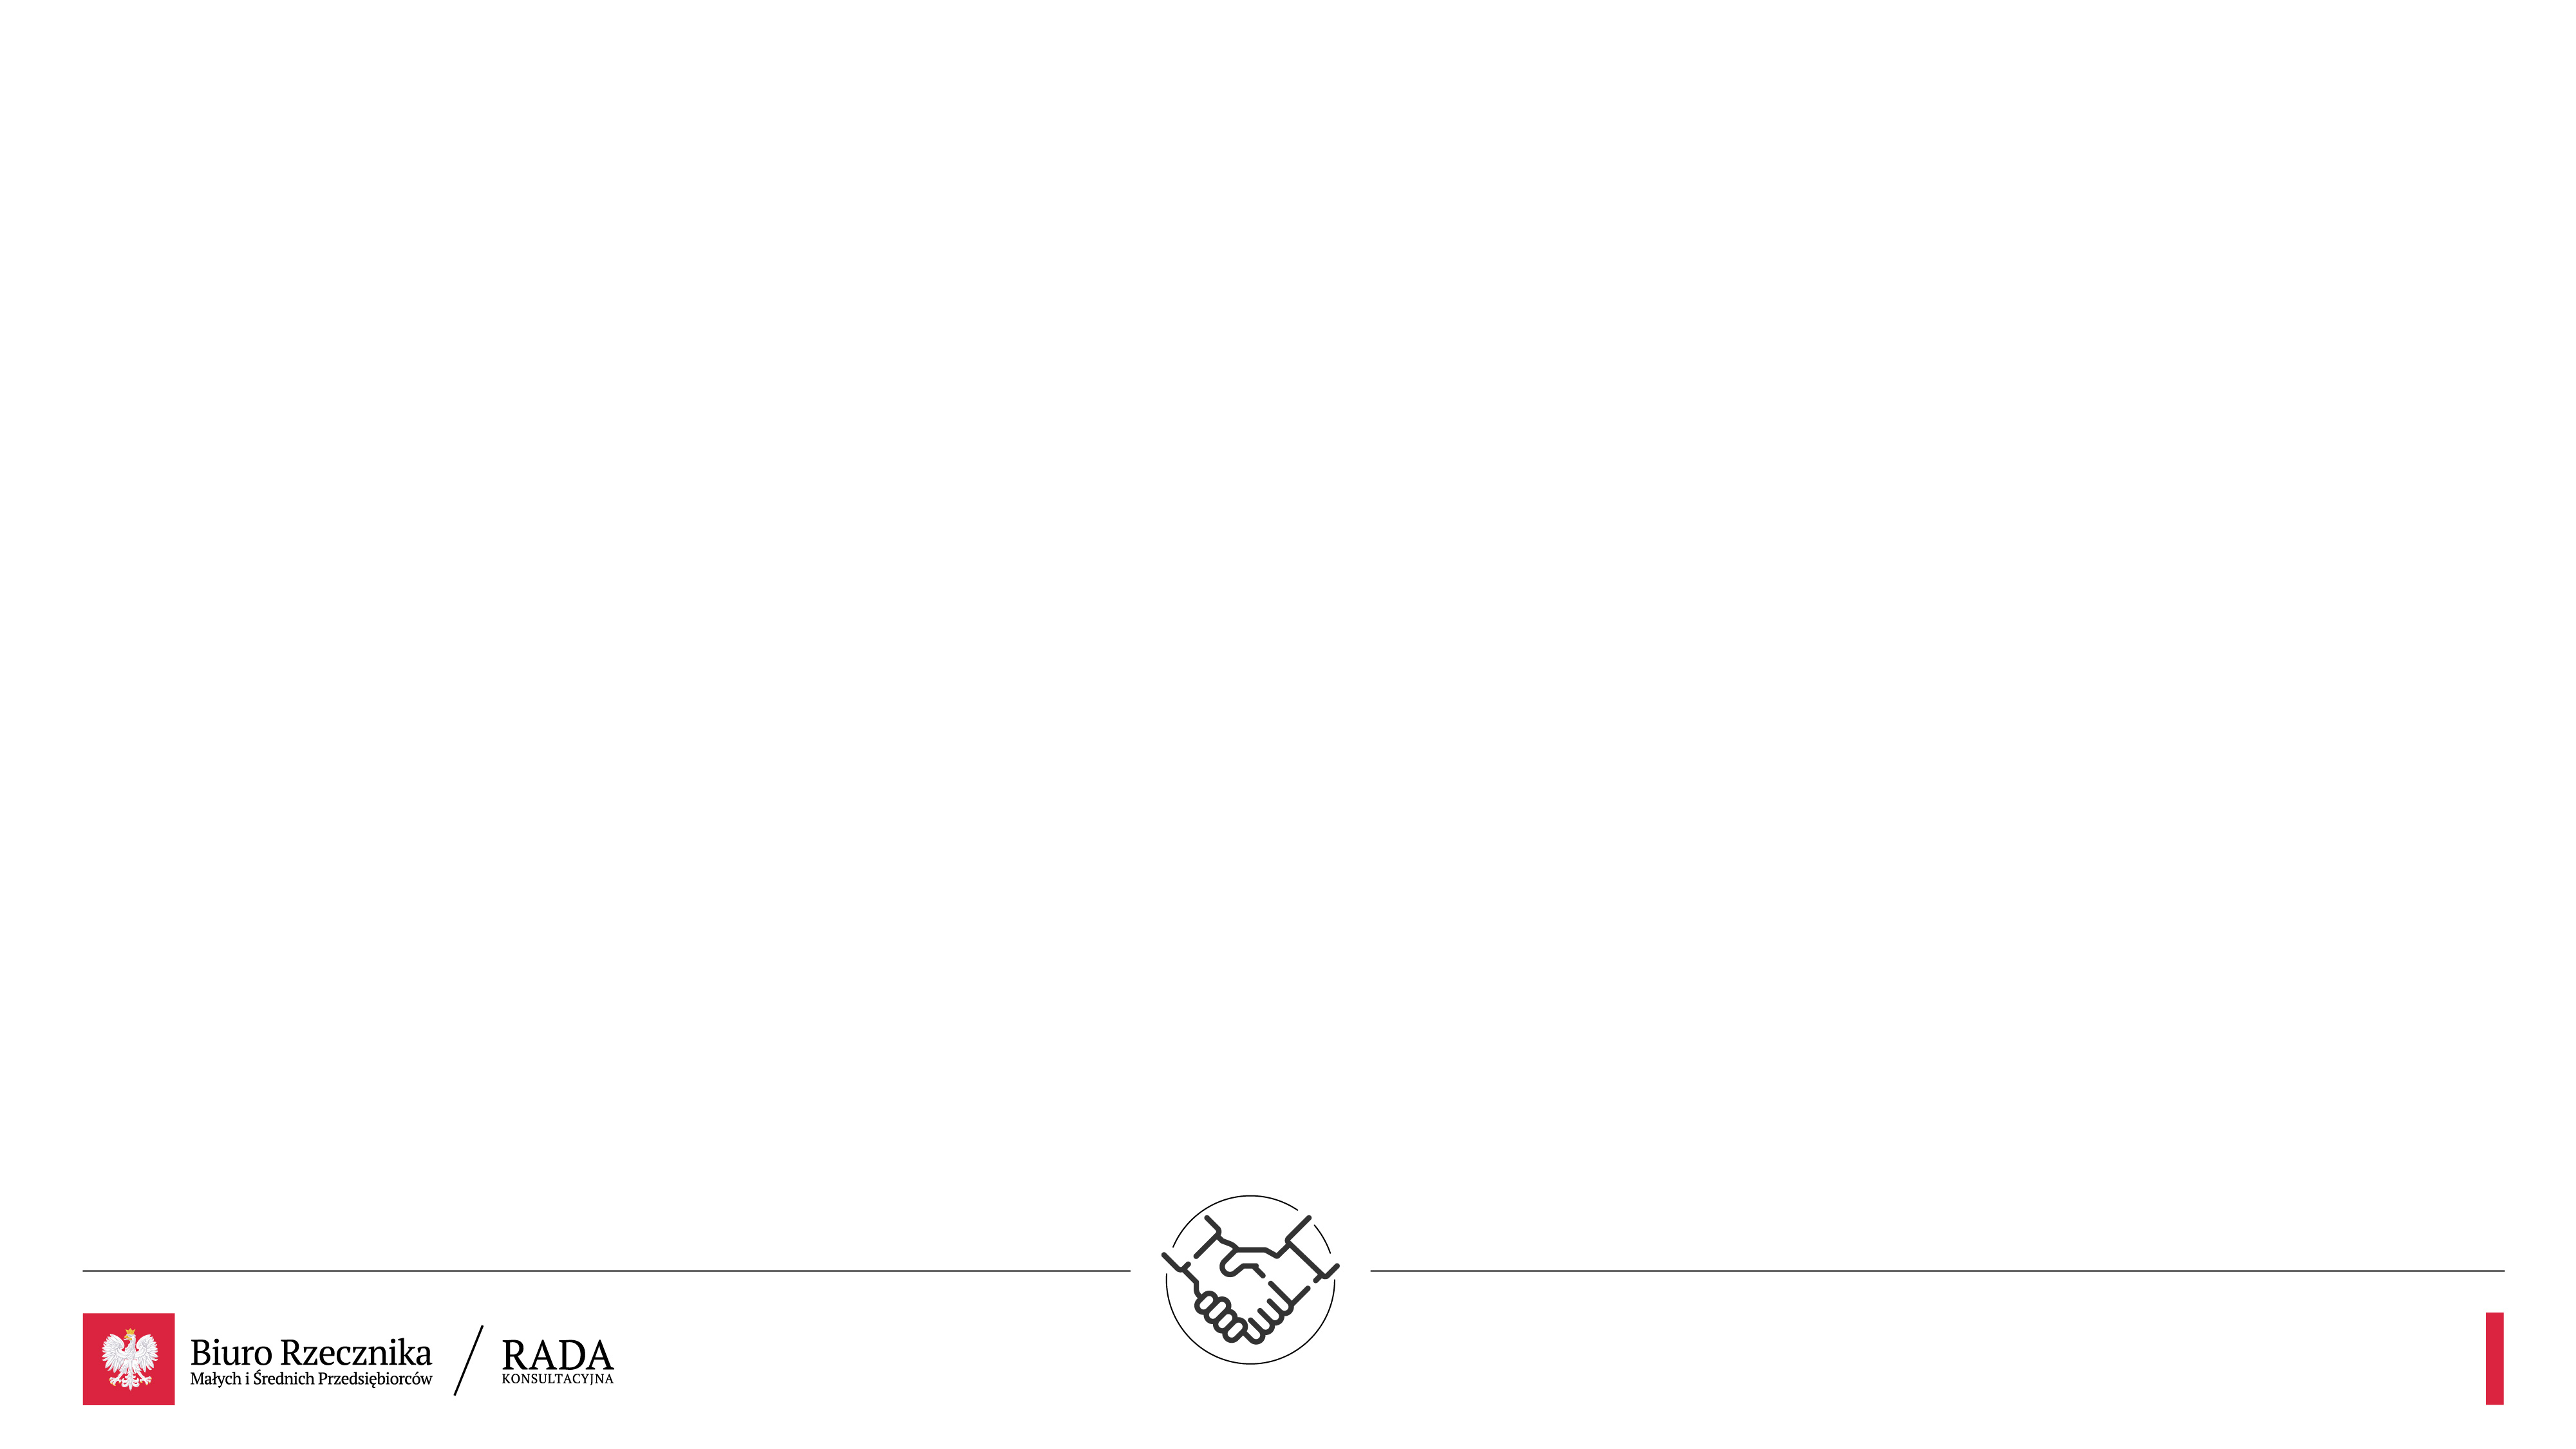 Biuro Rzecznika
Małych i Średnich Przedsiębiorców
RADA
KONSULTACYJNA